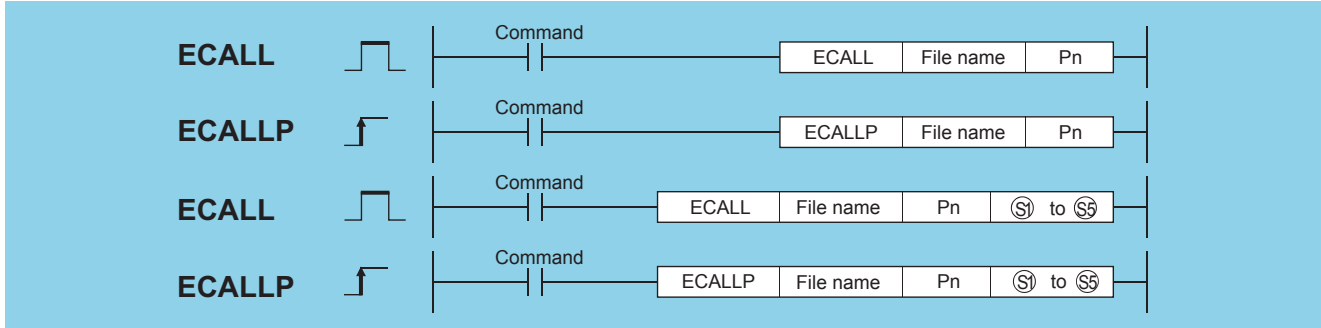 Command
ECALL ECALL File name Pn
Command
ECALLP ECALLP File name Pn
Command
ECALL ECALL File name Pn S1 to S5
Command
ECALLP ECALLP File name Pn S1 to S5